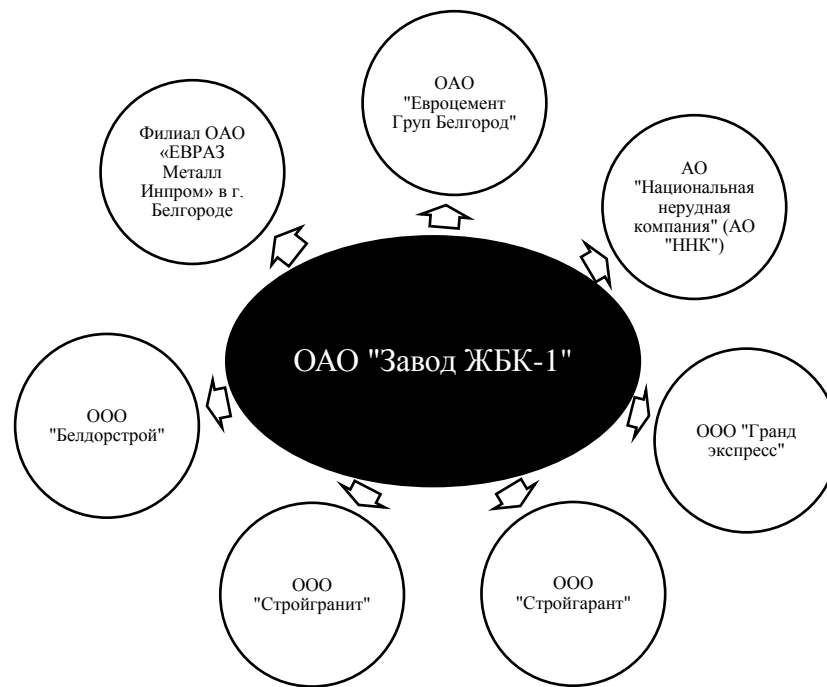 ОАО
"Евроцемент
Груп Белгород"
Филиал ОАО
«ЕВРАЗ
Металл
Инпром» в г.
Белгороде
АО
"Национальная
нерудная
компания" (АО
"ННК")
ОАО "Завод ЖБК-1"
ООО
"Белдорстрой"
ООО "Гранд
экспресс"
ООО
"Стройгранит"
ООО
"Стройгарант"